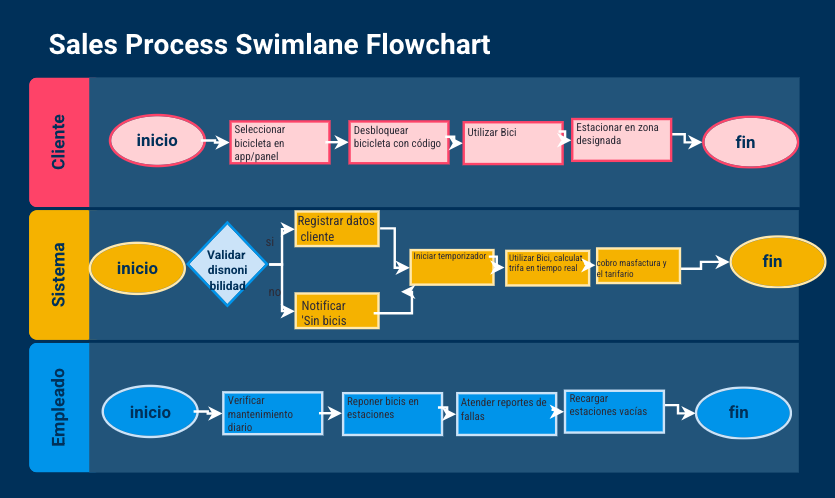 Sales Process Swimlane Flowchart
Cliente
inicio
Seleccionar
bicicleta en
app/panel
Desbloquear
bicicleta con código
Utilizar Bici
Estacionar en zona
designada
fin
Sistema
inicio
Validar
disnoni
bilidad
si
no
Registrar datos
cliente
Notificar
'Sin bicis
Iniciar temporizador
Utilizar Bici, calcular
trifa en tiempo real
cobro masfactura y
el tarifario
fin
Empleado
inicio
Verificar
mantenimiento
diario
Reponer bicis en
estaciones
Atender reportes de
fallas
Recargar
estaciones vacías
fin